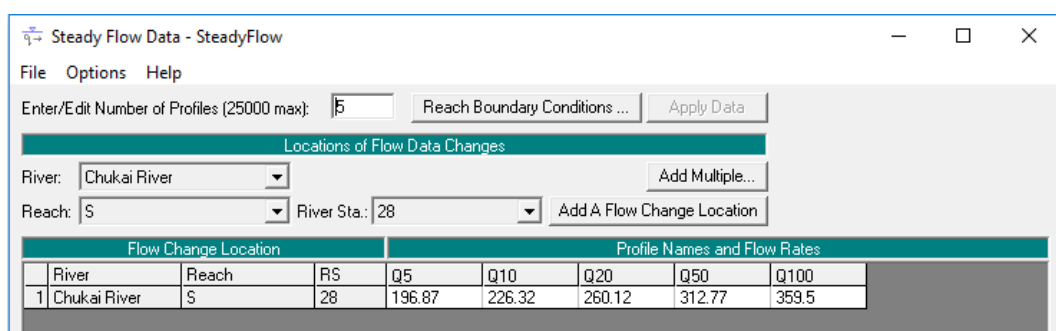 Steady Flow Data - SteadyFlow
File Options Help
Enter/Edit Number of Profiles (25000 max): 5 Reach Boundary Conditions ... Apply Data
Locations of Flow Data Changes
River: Chukai River Add Multiple...
Reach: S River Sta.: 28 Add A Flow Change Location
Flow Change Location Profile Names and Flow Rates
River Reach RS Q5 Q10 Q20 Q50 Q100
1 Chukai River S 28 196.87 226.32 260.12 312.77 359.5